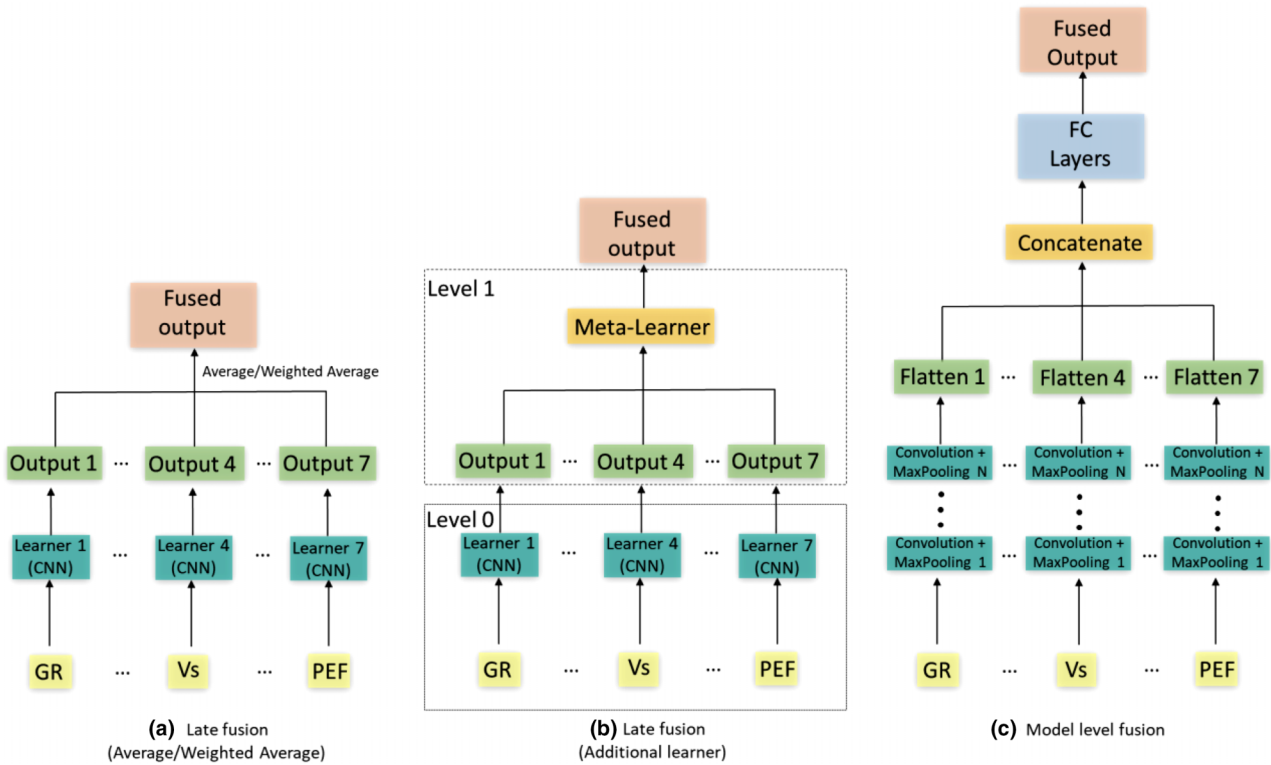 Fused
output
Average/Weighted Average
Output 1 ... Output 4 ... Output 7
Learner 1
(CNN)
...
Learner 4
(CNN)
...
Learner 7
(CNN)
GR ... Vs ... PEF
(a) Late fusion
(Average/Weighted Average)
Fused
output
Level 1
Meta-Learner
Output 1 ... Output 4 ... Output 7
Level 0
Learner 1
(CNN)
...
Learner 4
(CNN)
...
Learner 7
(CNN)
GR ... Vs ... PEF
(b) Late fusion
(Additional learner)
Fused
Output
FC
Layers
Concatenate
Flatten 1 ... Flatten 4 ... Flatten 7
Convolution +
MaxPooling N
...
Convolution +
MaxPooling N
...
Convolution +
MaxPooling N
Convolution +
MaxPooling 1
...
Convolution +
MaxPooling 1
...
Convolution +
MaxPooling 1
GR ... Vs ... PEF
(c) Model level fusion